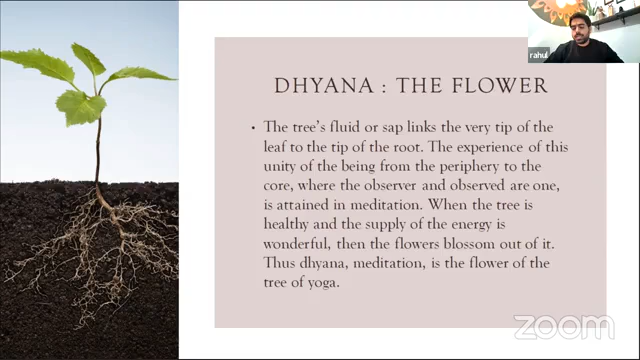 rahul
DHYANA : THE FLOWER
• The tree's fluid or sap links the very tip of the
leaf to the tip of the root. The experience of this
unity of the being from the periphery to the
core, where the observer and observed are one,
is attained in meditation. When the tree is
healthy and the supply of the energy is
wonderful, then the flowers blossom out of it.
Thus dhyana, meditation, is the flower of the
tree of yoga.
zoom